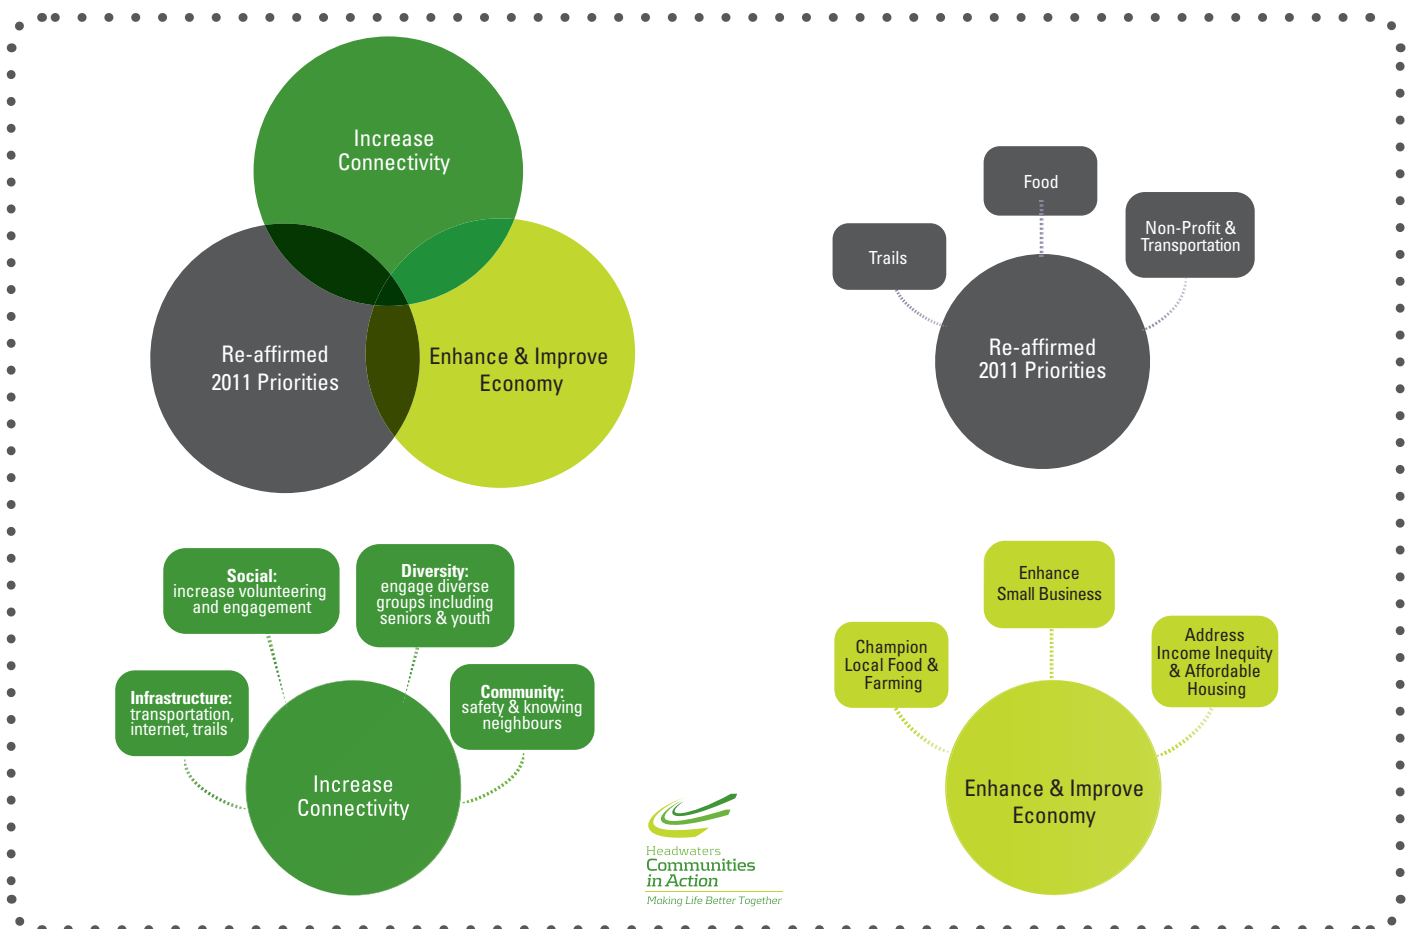 Increase
Connectivity
Re-affirmed
2011 Priorities
Enhance & Improve
Economy
Food
Trails
Non-Profit &
Transportation
Re-affirmed
2011 Priorities
Social:
increase volunteering
and engagement
Diversity:
engage diverse
groups including
seniors & youth
Infrastructure:
transportation,
internet, trails
Community:
safety & knowing
neighbours
Increase
Connectivity
Enhance
Small Business
Champion
Local Food &
Farming
Address
Income Inequity
& Affordable
Housing
Enhance & Improve
Economy
Headwaters
Communities
in Action
Making Life Better Together